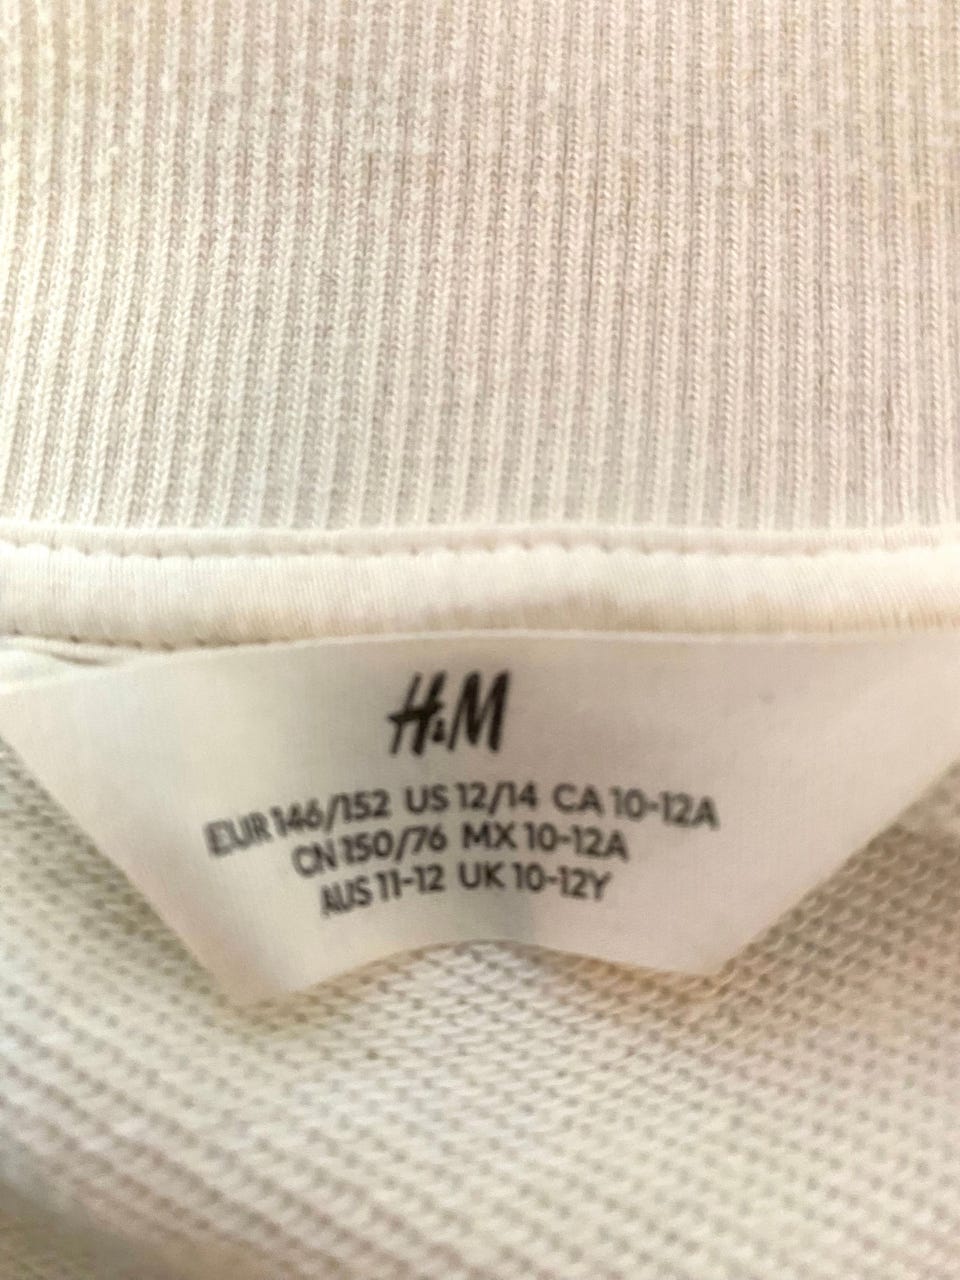 H&M
EUR 146/152 US 12/14 CA 10-12A
CN 150/76 MX 10-12A
AUS 11-12 UK 10-12Y